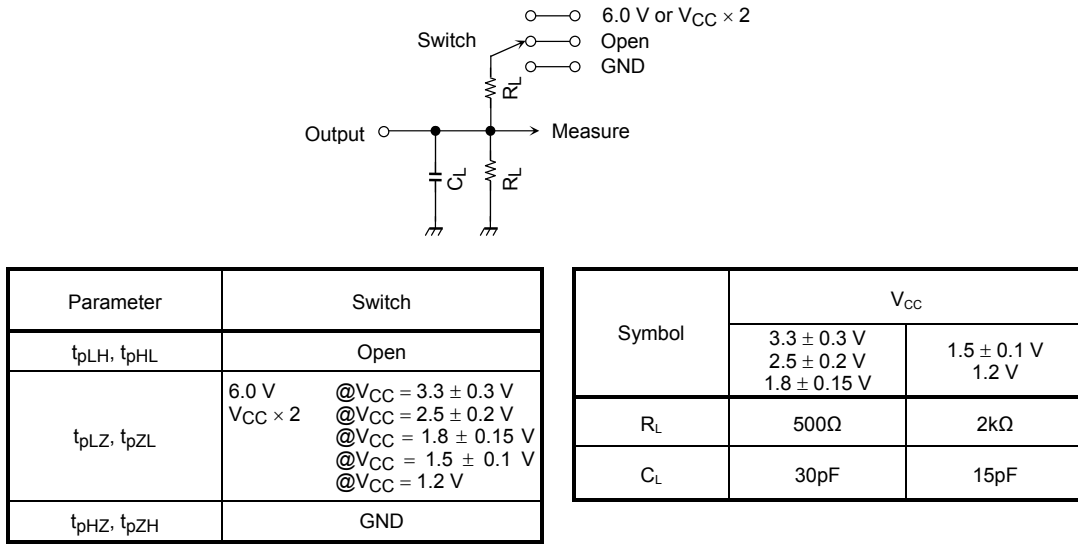 6.0 V or VCC × 2
Switch
Open
GND
RL
Output
Measure
CL
RL
Parameter
Switch
tpLH, tpHL
Open
tpLZ, tpZL
6.0 V @VCC = 3.3 ± 0.3 V
VCC × 2 @VCC = 2.5 ± 0.2 V
@VCC = 1.8 ± 0.15 V
@VCC = 1.5 ± 0.1 V
@VCC = 1.2 V
tpHZ, tpZH
GND
Symbol
VCC
3.3 ± 0.3 V
2.5 ± 0.2 V
1.8 ± 0.15 V
1.5 ± 0.1 V
1.2 V
RL
500Ω
2kΩ
CL
30pF
15pF